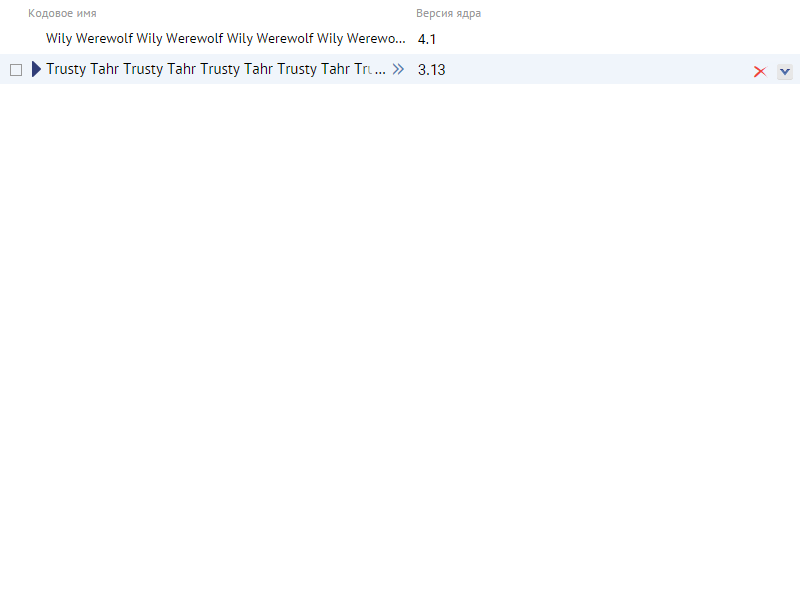 Кодовое имя Версия ядра
Wily Werewolf Wily Werewolf Wily Werewolf Wily Werewo... 4.1
Trusty Tahr Trusty Tahr Trusty Tahr Trusty Tahr Tru... 3.13